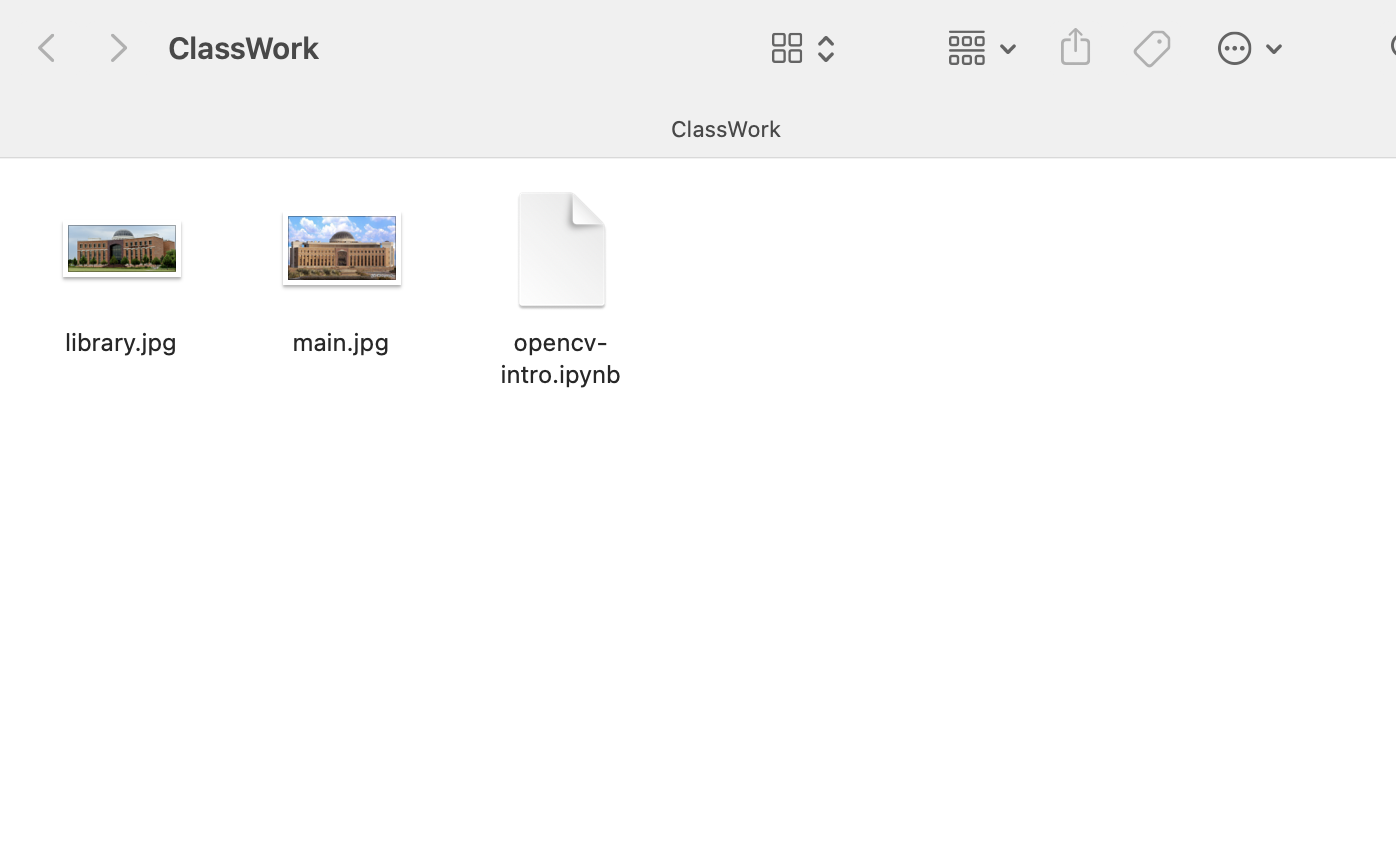 ClassWork
ClassWork
library.jpg
main.jpg
opencv-
intro.ipynb